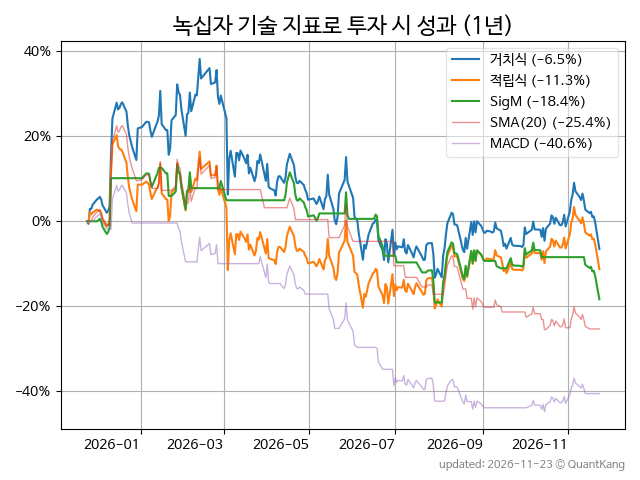 녹십자 기술 지표로 투자 시 성과 (1년)
40%
20%
0%
−20%
−40%
거치식 (−6.5%)
적립식 (−11.3%)
SigM (−18.4%)
SMA(20) (−25.4%)
MACD (−40.6%)
2026-01
2026-03
2026-05
2026-07
2026-09
2026-11
updated: 2026-11-23 ⓒ QuantKang